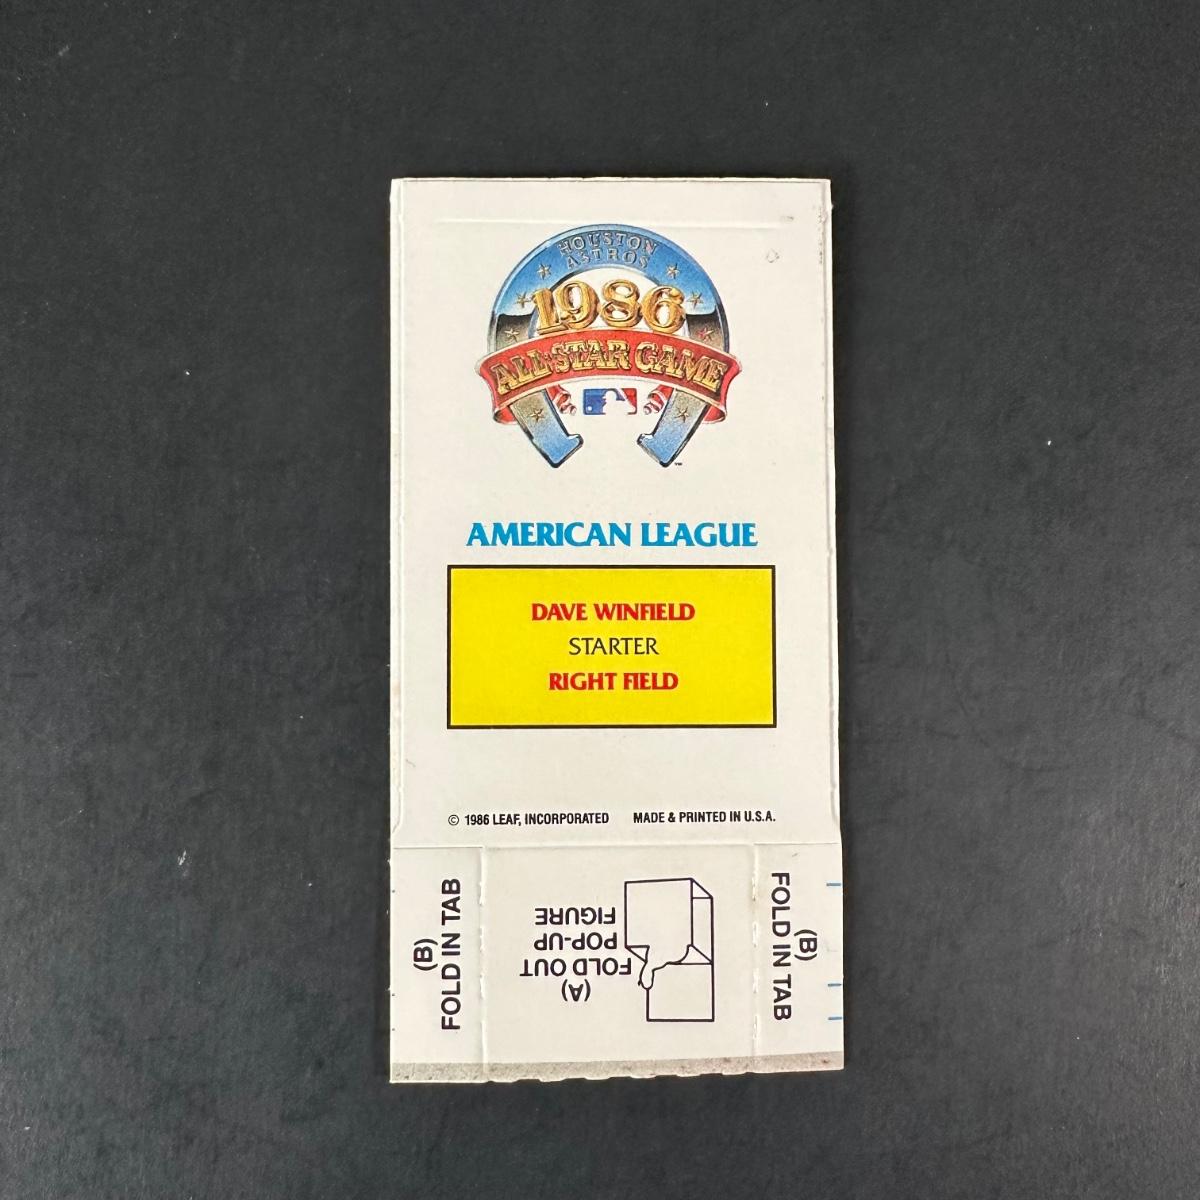 HOUSTON
ASTROS
1986
ALL-STAR GAME
TM
AMERICAN LEAGUE
DAVE WINFIELD
STARTER
RIGHT FIELD
© 1986 LEAF, INCORPORATED MADE & PRINTED IN U.S.A.
(B)
FOLD IN TAB
(A)
FOLD OUT
POP-UP
FIGURE
(B)
FOLD IN TAB